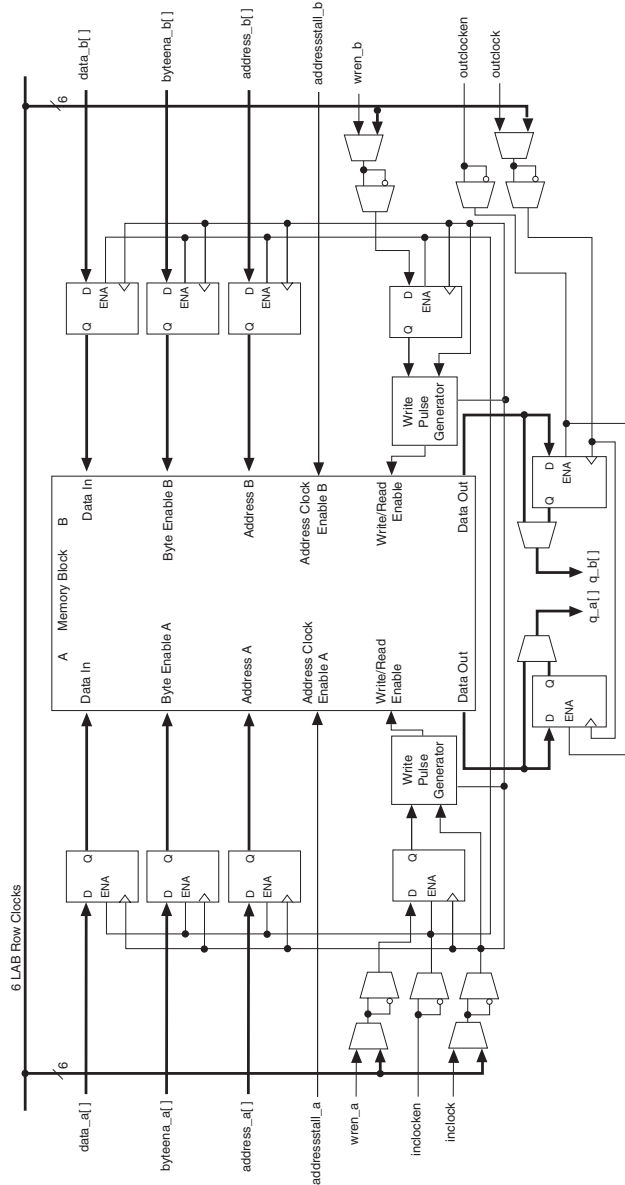 6 LAB Row Clocks
6
6
data_a[ ]
byteena_a[ ]
address_a[ ]
addressstall_a
wren_a
inclocken
inclock
D
ENA
Q
D
ENA
Q
D
ENA
Q
D
ENA
Q
Write
Pulse
Generator
A Memory Block B
Data In
Byte Enable A
Address A
Address Clock
Enable A
Write/Read
Enable
Data Out
Data In
Byte Enable B
Address B
Address Clock
Enable B
Write/Read
Enable
Data Out
Write
Pulse
Generator
Q
D
ENA
Q
D
ENA
Q
D
ENA
Q
D
ENA
data_b[ ]
byteena_b[ ]
address_b[ ]
addressstall_b
wren_b
outclocken
outclock
D
ENA
Q
Q
D
ENA
q_a[ ]
q_b[ ]